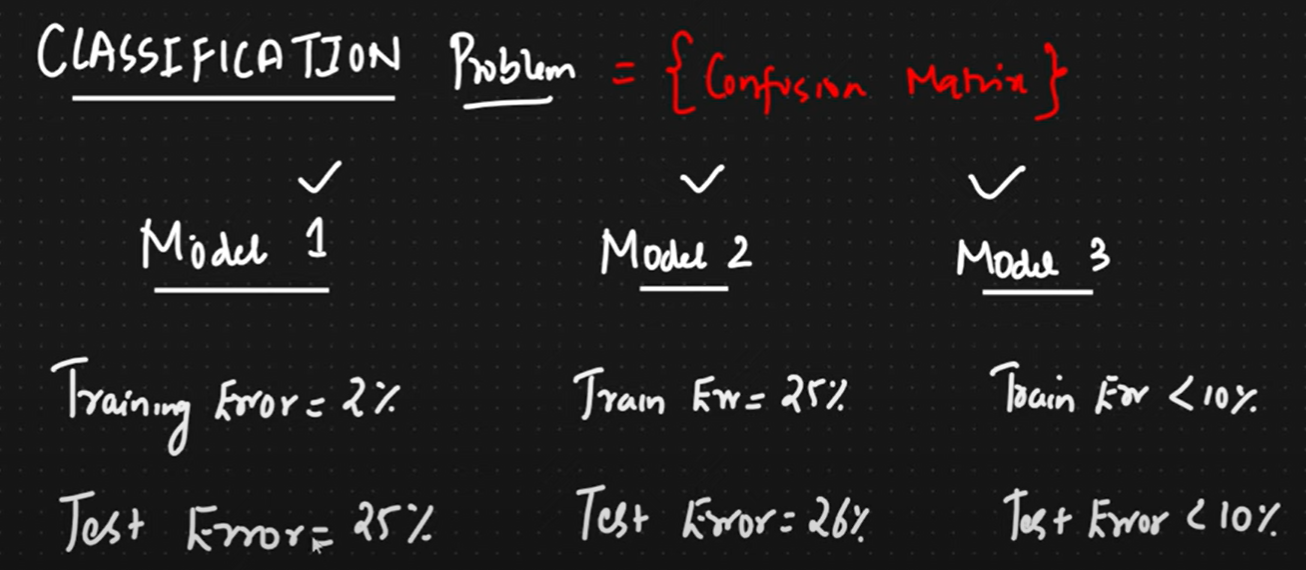 CLASSIFICATION Problem = {Confusion Matrix}
Model 1 Model 2 Model 3
Training Error = 2% Train Err = 25% Train Err < 10%
Test Error = 25% Test Error = 26% Test Error < 10%